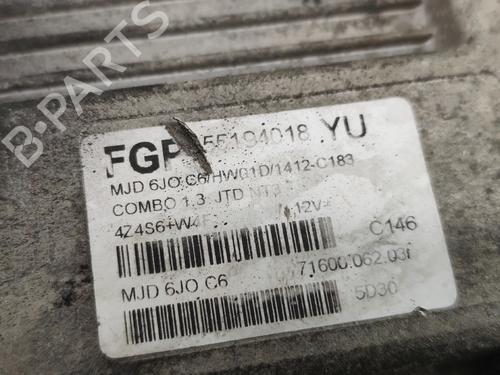 FGP 55194018 YU
MJD 6JO.C6/HW01D/1412-C183
COMBO 1.3 JTD
4Z4S6+W4 12V= C146
MJD 6JO.C6 71600.062.03
5D30
B-PARTS